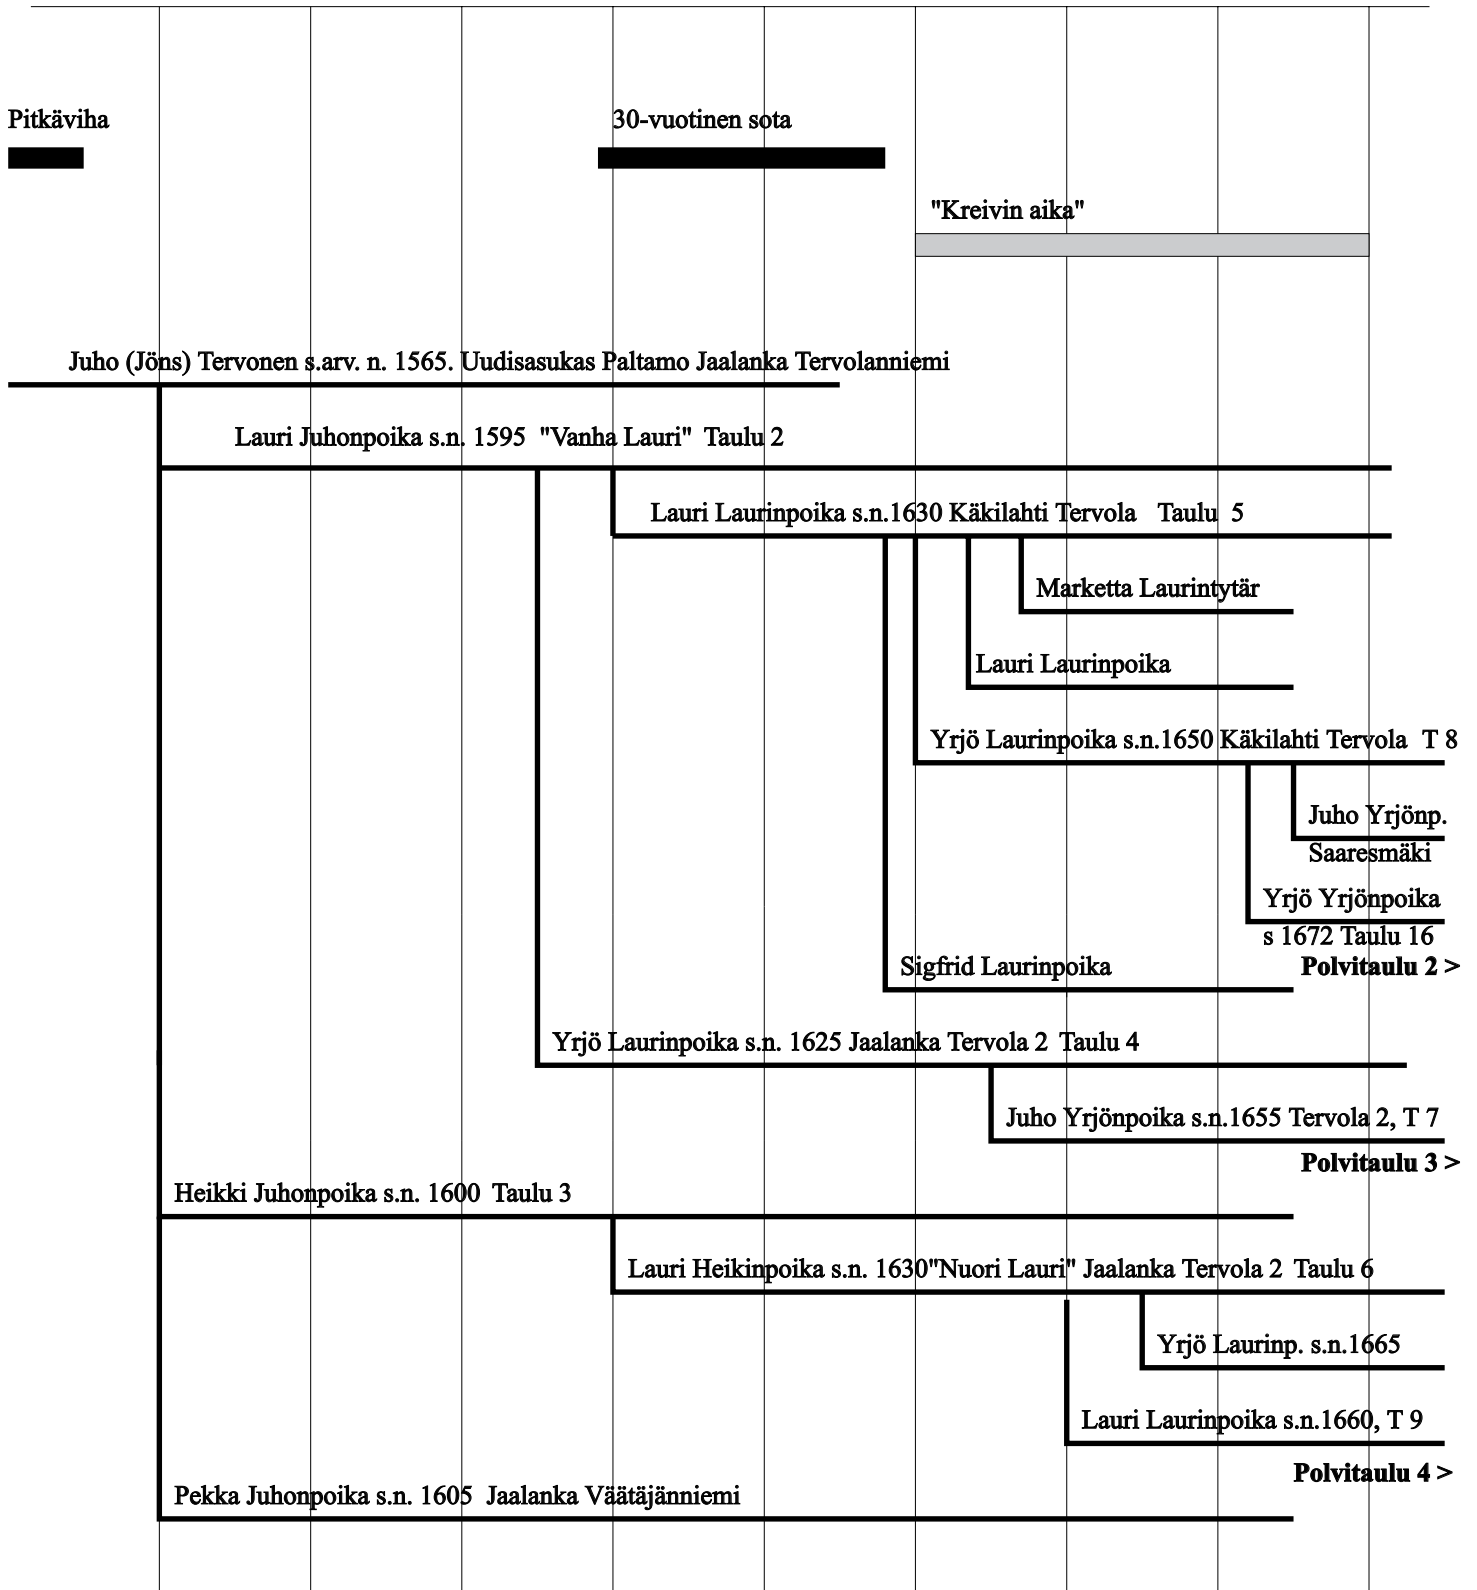 Pitkäviha
30-vuotinen sota
"Kreivin aika"
Juho (Jöns) Tervonen s.arv. n. 1565. Uudisasukas Paltamo Jaalanka Tervolanniemi
Lauri Juhonpoika s.n. 1595 "Vanha Lauri" Taulu 2
Lauri Laurinpoika s.n.1630 Käkilahti Tervola Taulu 5
Marketta Laurintytär
Lauri Laurinpoika
Yrjö Laurinpoika s.n.1650 Käkilahti Tervola T 8
Juho Yrjönp.
Saaresmäki
Yrjö Yrjönpoika
s 1672 Taulu 16
Sigfrid Laurinpoika
Polvitaulu 2 >
Yrjö Laurinpoika s.n. 1625 Jaalanka Tervola 2 Taulu 4
Juho Yrjönpoika s.n.1655 Tervola 2, T 7
Polvitaulu 3 >
Heikki Juhonpoika s.n. 1600 Taulu 3
Lauri Heikinpoika s.n. 1630"Nuori Lauri" Jaalanka Tervola 2 Taulu 6
Yrjö Laurinp. s.n.1665
Lauri Laurinpoika s.n.1660, T 9
Polvitaulu 4 >
Pekka Juhonpoika s.n. 1605 Jaalanka Väätäjänniemi